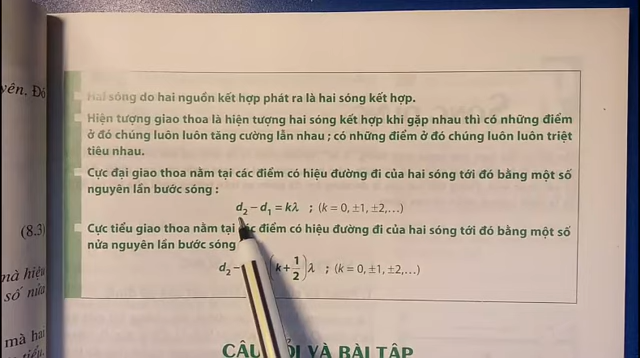 yên. Đó
Hai sóng do hai nguồn kết hợp phát ra là hai sóng kết hợp.
Hiện tượng giao thoa là hiện tượng hai sóng kết hợp khi gặp nhau thì có những điểm
ở đó chúng luôn luôn tăng cường lẫn nhau ; có những điểm ở đó chúng luôn luôn triệt
tiêu nhau.
Cực đại giao thoa nằm tại các điểm có hiệu đường đi của hai sóng tới đó bằng một số
nguyên lần bước sóng :
d₂ − d₁ = kλ ; (k = 0, ±1, ±2,...)
(8.3)
Cực tiểu giao thoa nằm tại các điểm có hiệu đường đi của hai sóng tới đó bằng một số
nửa nguyên lần bước sóng
d₂ − (k + 1/2) λ ; (k = 0, ±1, ±2,...)
mà hiệu
số nửa
mà hai
CÂU HỎI VÀ BÀI TẬP